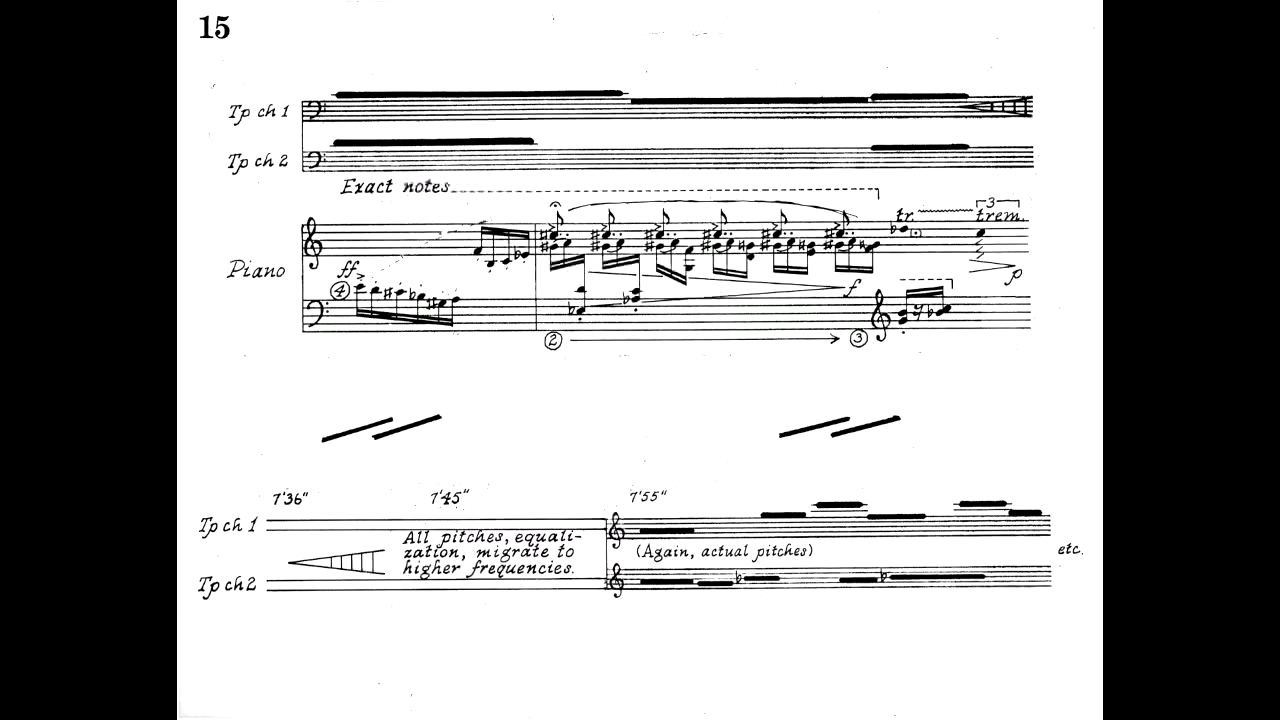 15
Tp ch 1
Tp ch 2
Exact notes
tr.
3
trem.
Piano
ff
p
4
f
2
3
7'36"
7'45"
7'55"
Tp ch 1
All pitches, equali-
zation, migrate to
higher frequencies.
(Again, actual pitches)
etc.
Tp ch2